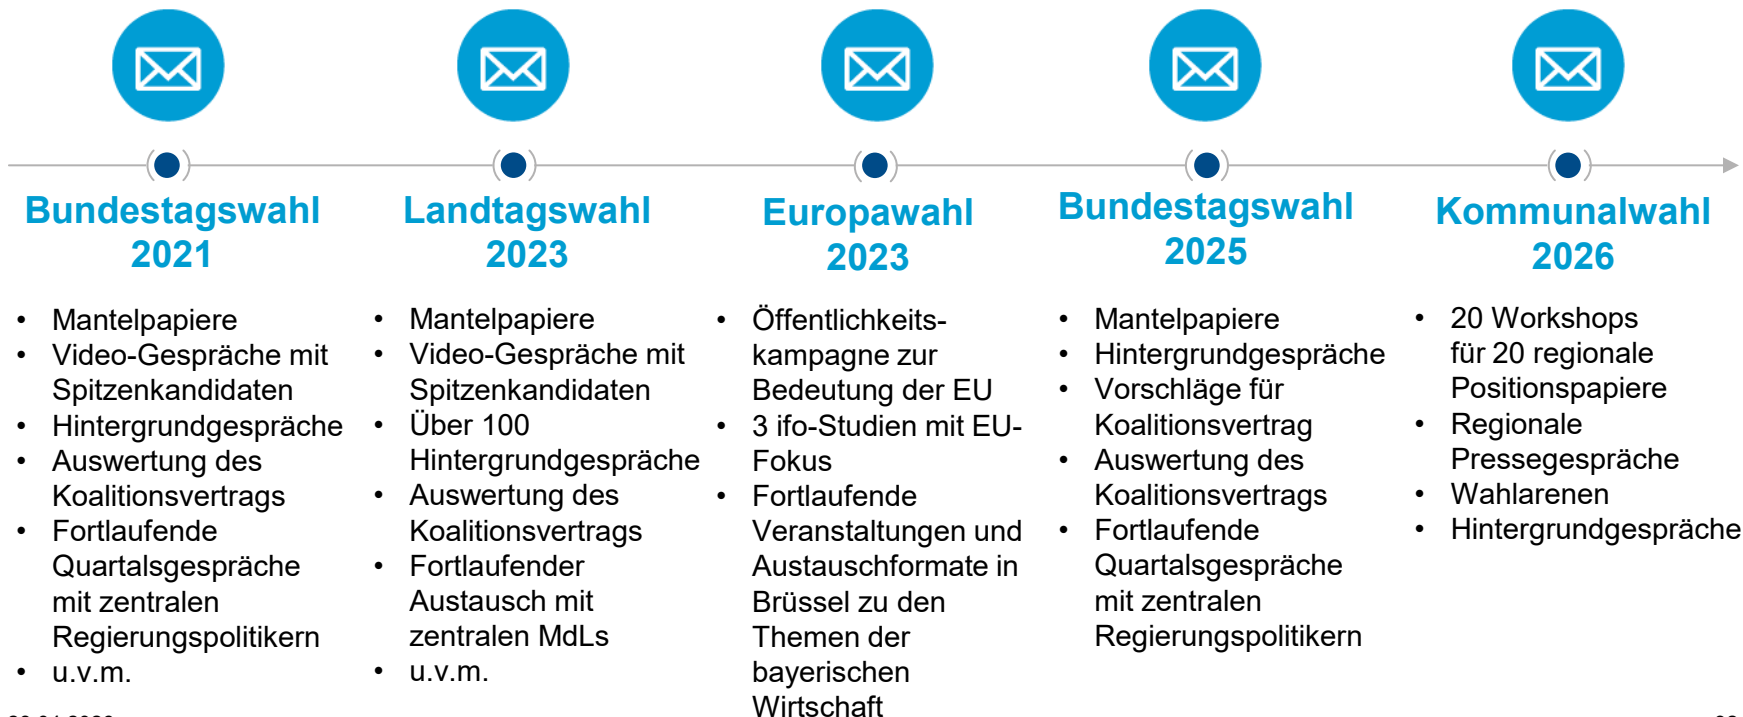 Bundestagswahl
2021
• Mantelpapiere
• Video-Gespräche mit
Spitzenkandidaten
• Hintergrundgespräche
• Auswertung des
Koalitionsvertrags
• Fortlaufende
Quartalsgespräche
mit zentralen
Regierungspolitikern
• u.v.m.
Landtagswahl
2023
• Mantelpapiere
• Video-Gespräche mit
Spitzenkandidaten
• Über 100
Hintergrundgespräche
• Auswertung des
Koalitionsvertrags
• Fortlaufender
Austausch mit
zentralen MdLs
• u.v.m.
Europawahl
2023
• Öffentlichkeits-
kampagne zur
Bedeutung der EU
• 3 ifo-Studien mit EU-
Fokus
• Fortlaufende
Veranstaltungen und
Austauschformate in
Brüssel zu den
Themen der
bayerischen
Wirtschaft
Bundestagswahl
2025
• Mantelpapiere
• Hintergrundgespräche
• Vorschläge für
Koalitionsvertrag
• Auswertung des
Koalitionsvertrags
• Fortlaufende
Quartalsgespräche
mit zentralen
Regierungspolitikern
Kommunalwahl
2026
• 20 Workshops
für 20 regionale
Positionspapiere
• Regionale
Pressegespräche
• Wahlarenen
• Hintergrundgespräche